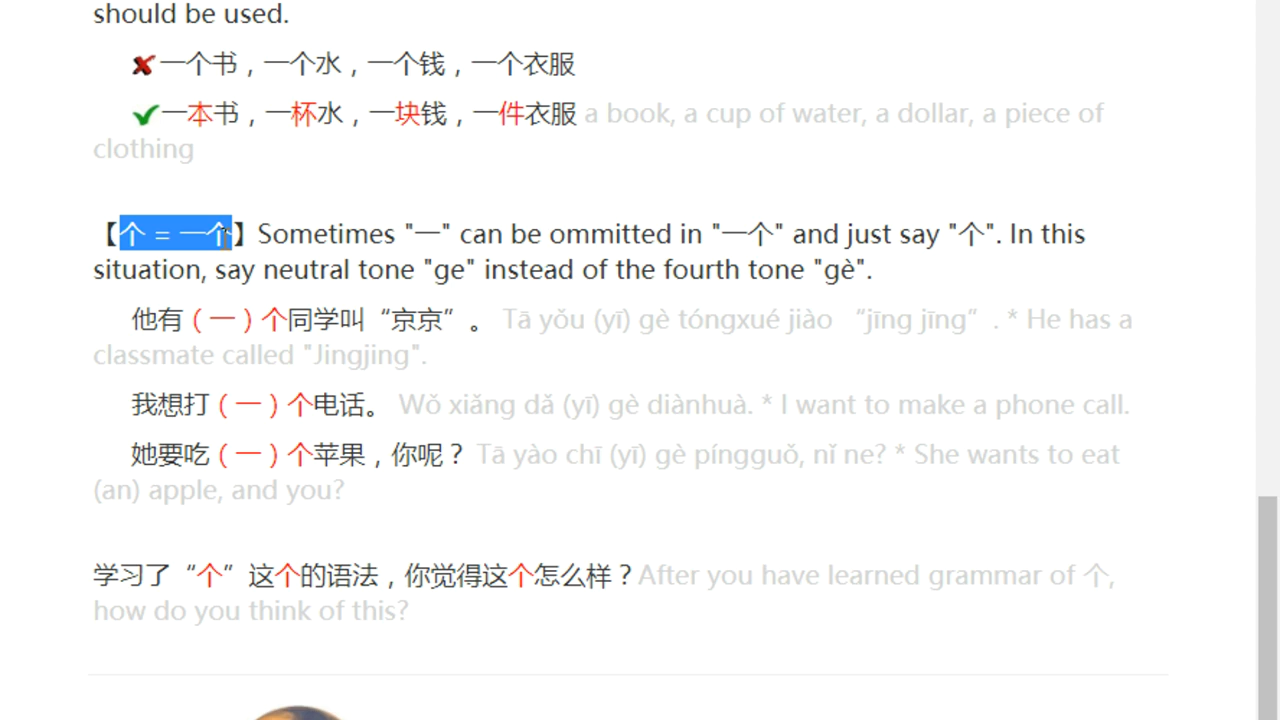 should be used.
一个书，一个水，一个钱，一个衣服
一本书，一杯水，一块钱，一件衣服 a book, a cup of water, a dollar, a piece of
clothing
【个 = 一个】Sometimes "一" can be ommitted in "一个" and just say "个". In this
situation, say neutral tone "ge" instead of the fourth tone "gè".
他有（一）个同学叫“京京”。 Tā yǒu (yī) gè tóngxué jiào “jīng jīng”. * He has a
classmate called "Jingjing".
我想打（一）个电话。 Wǒ xiǎng dǎ (yī) gè diànhuà. * I want to make a phone call.
她要吃（一）个苹果，你呢？ Tā yào chī (yī) gè píngguǒ, nǐ ne? * She wants to eat
(an) apple, and you?
学习了“个”这个的语法，你觉得这个怎么样？After you have learned grammar of 个,
how do you think of this?